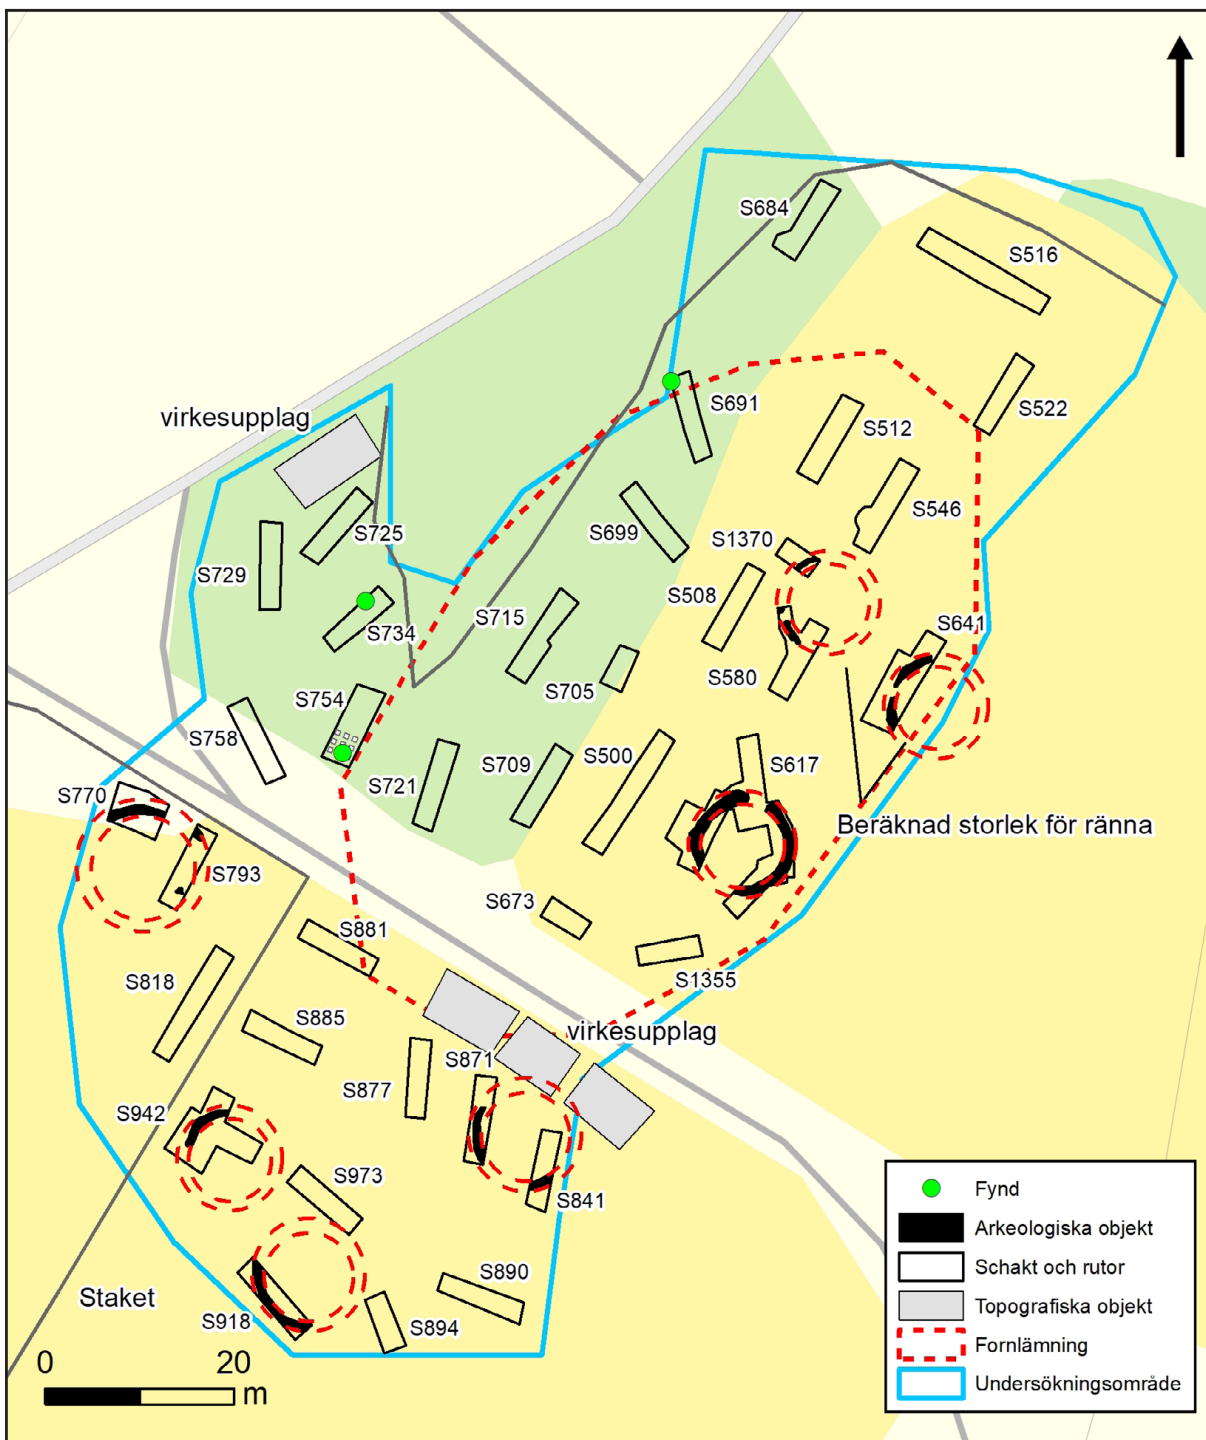 S684
S516
virkesupplag
S691
S522
S512
S725
S546
S699
S1370
S729
S508
S715
S734
S641
S580
S705
S754
S758
S500
S617
S721
S709
S770
Beräknad storlek för ränna
S793
S673
S881
S818
S1355
S885
virkesupplag
S871
S877
S942
S973
S841
S890
Staket
S918
S894
0 20
m
Fynd
Arkeologiska objekt
Schakt och rutor
Topografiska objekt
Fornlämning
Undersökningsområde